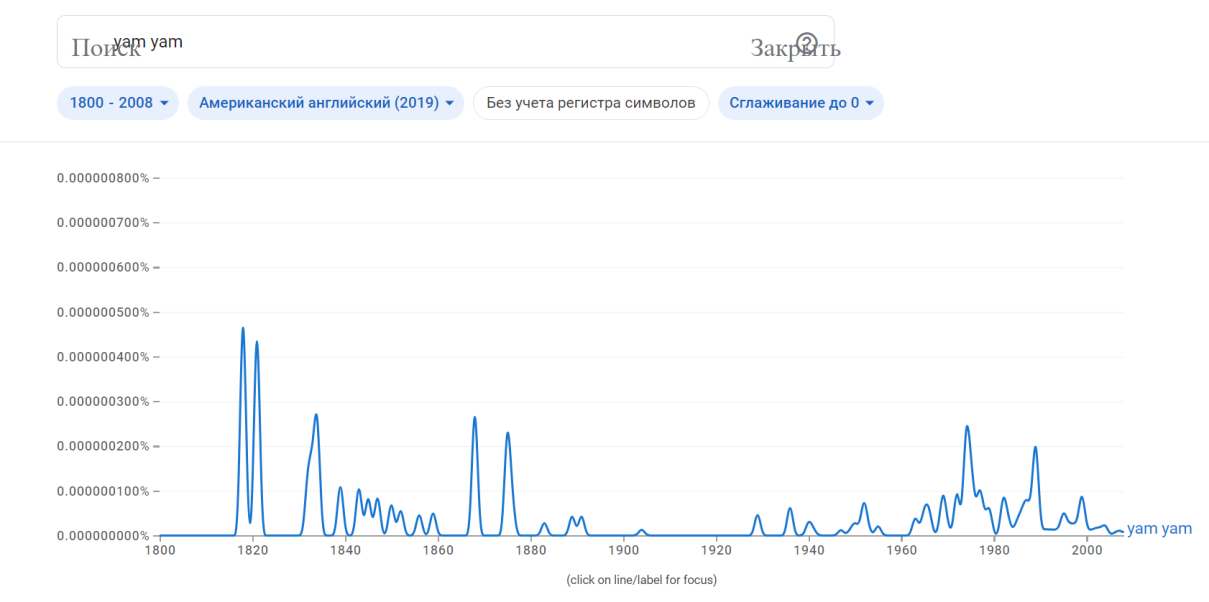 Поиск yam yam Закрыть
1800 - 2008 Американский английский (2019) Без учета регистра символов Сглаживание до 0
0.000000800%
0.000000700%
0.000000600%
0.000000500%
0.000000400%
0.000000300%
0.000000200%
0.000000100%
0.000000000%
yam yam
1800 1820 1840 1860 1880 1900 1920 1940 1960 1980 2000
(click on line/label for focus)